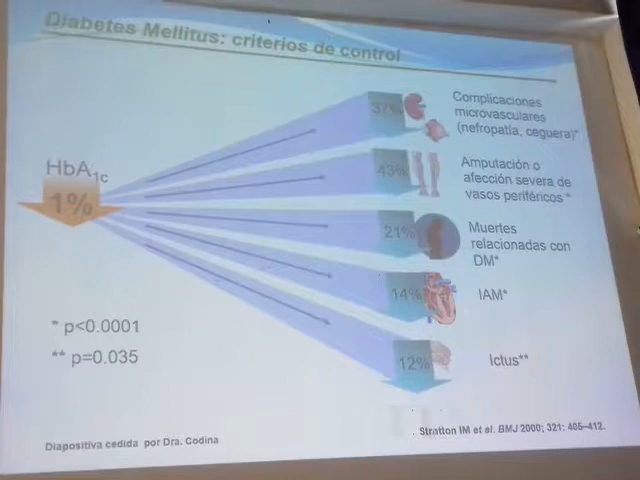 Diabetes Mellitus: criterios de control
HbA1c
1%
37%
Complicaciones
microvasculares
(nefropatía, ceguera)*
43%
Amputación o
afección severa de
vasos periféricos *
21%
Muertes
relacionadas con
DM*
14%
IAM*
12%
Ictus**
* p<0.0001
** p=0.035
Diapositiva cedida por Dra. Codina
Stratton IM et al. BMJ 2000; 321: 405–412.